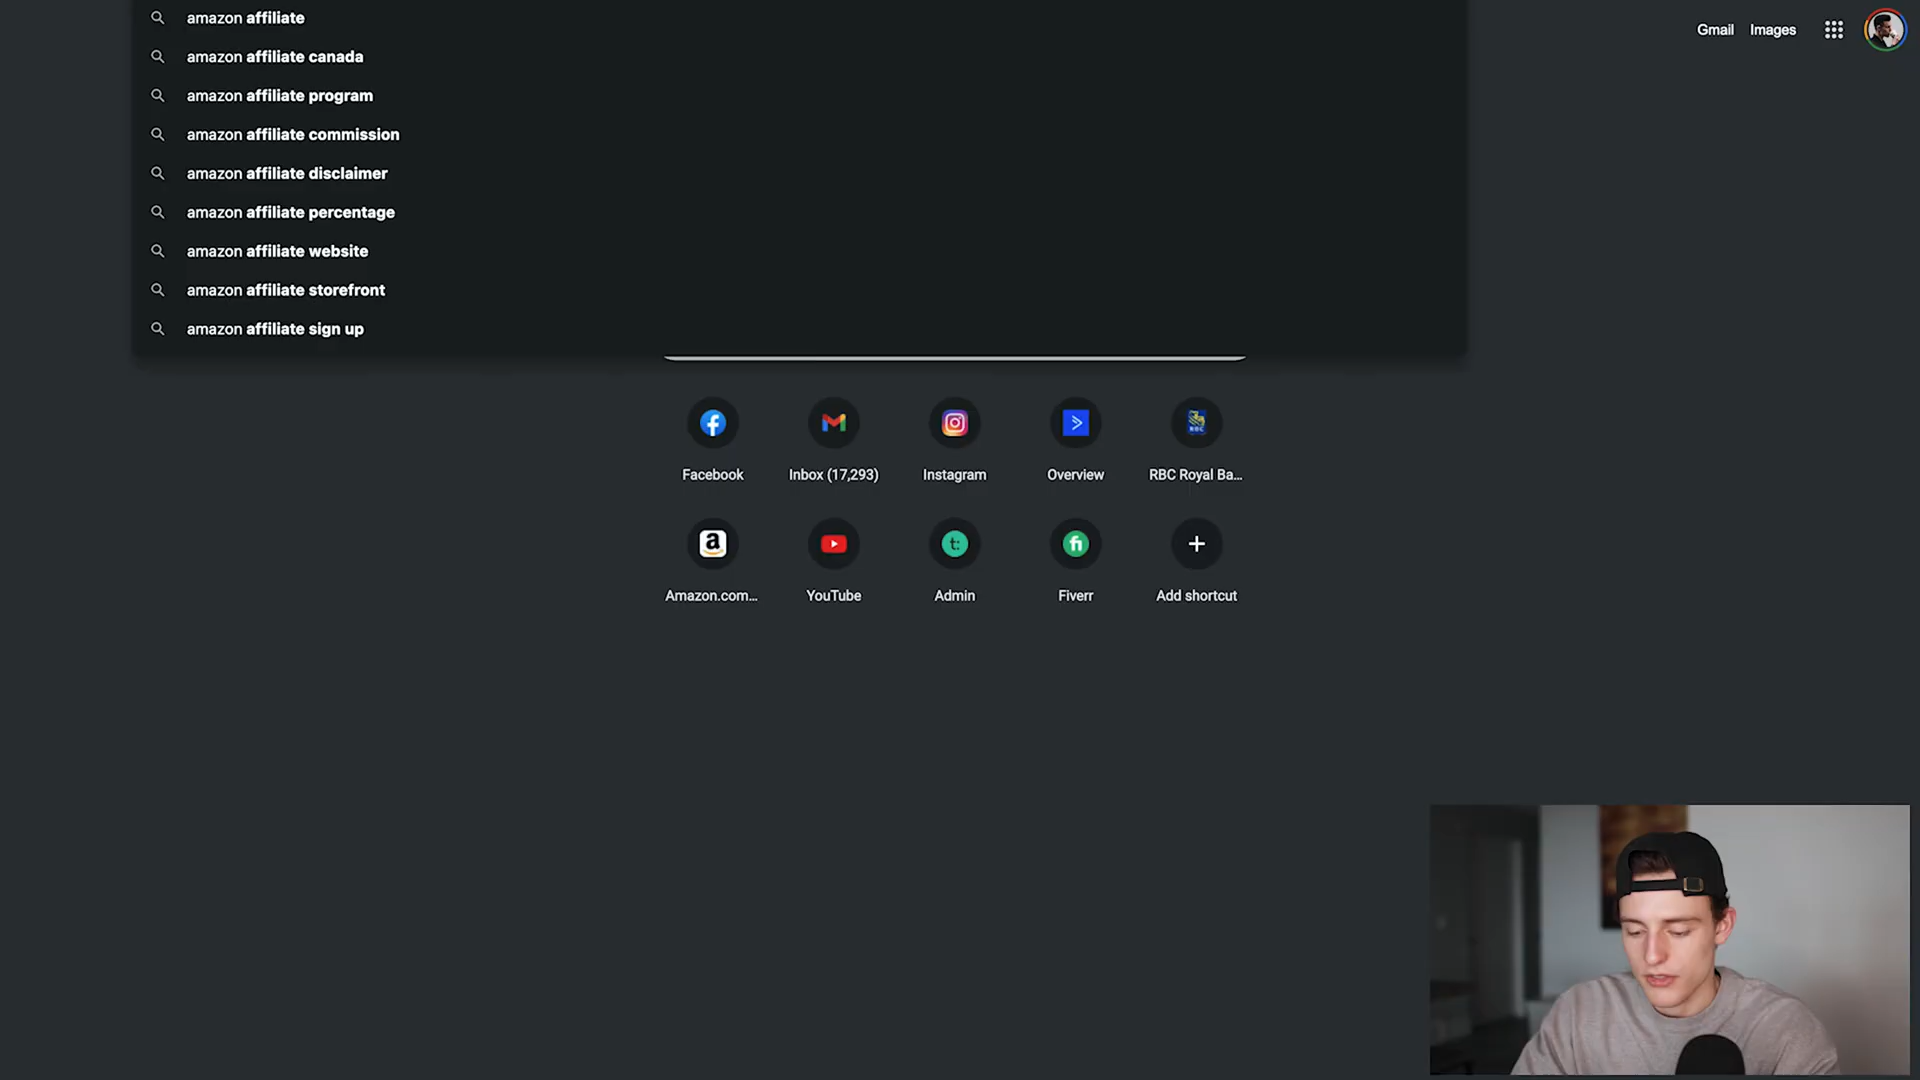 amazon affiliate
Gmail Images
amazon affiliate canada
amazon affiliate program
amazon affiliate commission
amazon affiliate disclaimer
amazon affiliate percentage
amazon affiliate website
amazon affiliate storefront
amazon affiliate sign up
RBC
Facebook
Inbox (17,293)
Instagram
Overview
RBC Royal Ba...
a
t:
fi
Amazon.com...
YouTube
Admin
Fiverr
Add shortcut